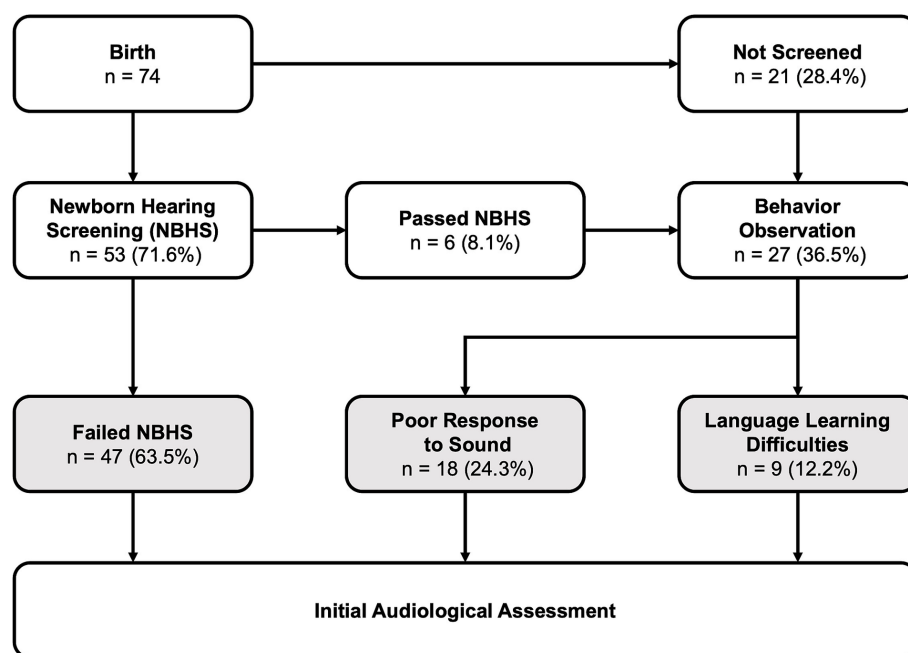 Birth
n = 74
Not Screened
n = 21 (28.4%)
Newborn Hearing
Screening (NBHS)
n = 53 (71.6%)
Passed NBHS
n = 6 (8.1%)
Behavior
Observation
n = 27 (36.5%)
Failed NBHS
n = 47 (63.5%)
Poor Response
to Sound
n = 18 (24.3%)
Language Learning
Difficulties
n = 9 (12.2%)
Initial Audiological Assessment